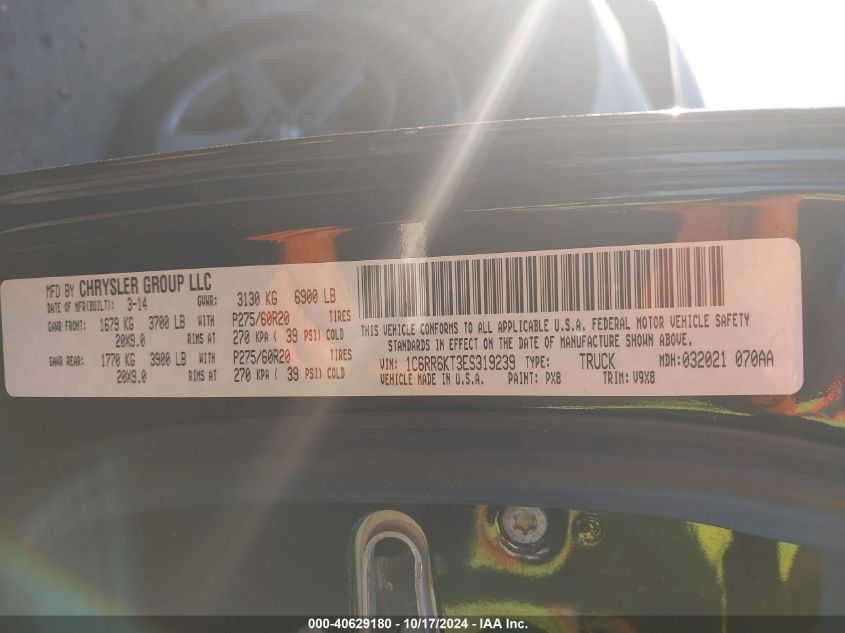 MFD BY CHRYSLER GROUP LLC
DATE OF MFR(BUILT): 3-14 GVWR: 3130 KG 6900 LB
GAWR FRONT: 1679 KG 3700 LB WITH P275/60R20 TIRES
20X9.0 RIMS AT 270 KPA ( 39 PSI) COLD
GAWR REAR: 1770 KG 3900 LB WITH P275/60R20 TIRES
20X9.0 RIMS AT 270 KPA ( 39 PSI) COLD
THIS VEHICLE CONFORMS TO ALL APPLICABLE U.S.A. FEDERAL MOTOR VEHICLE SAFETY
STANDARDS IN EFFECT ON THE DATE OF MANUFACTURE SHOWN ABOVE.
VIN: 1C6RR6KT3ES319239 TYPE: TRUCK MDH: 032021 070AA
VEHICLE MADE IN U.S.A. PAINT: PX8 TRIM: V9X8
000-40629180 - 10/17/2024 - IAA Inc.